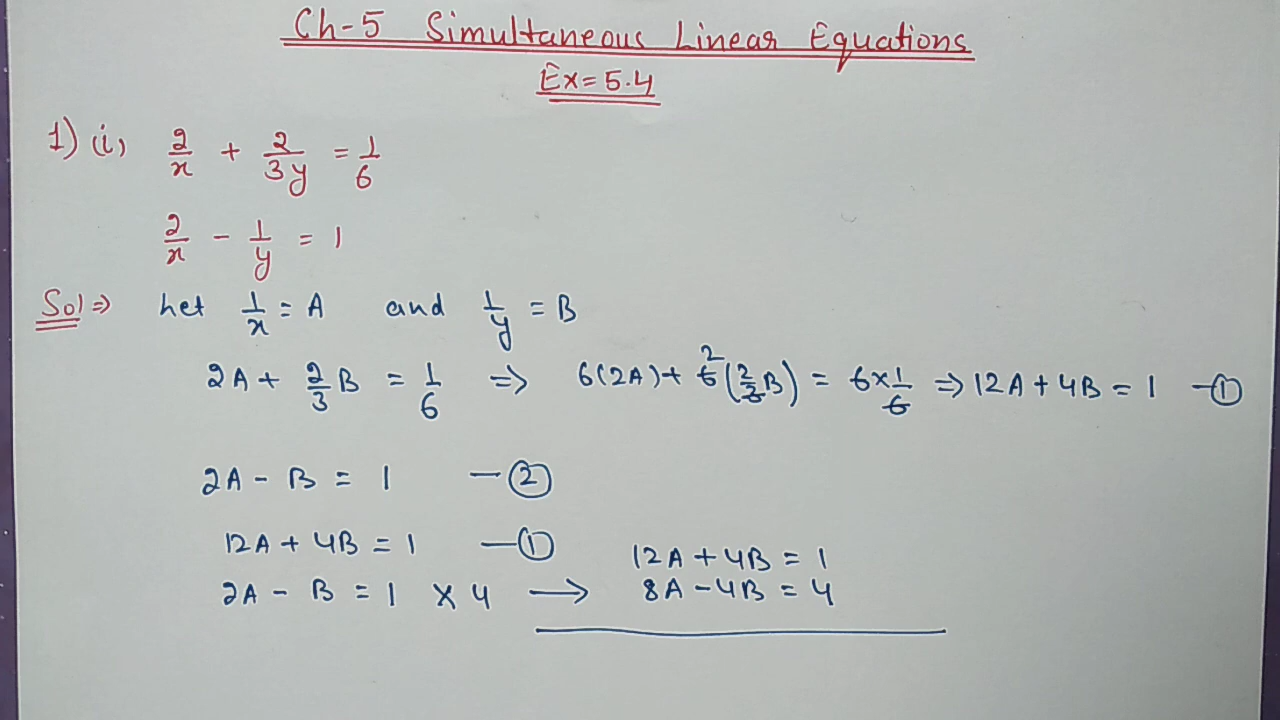 Ch-5 Simultaneous Linear Equations
Ex=5.4
1) (i) 2/x + 2/3y = 1/6
2/x - 1/y = 1
Sol⇒ Let 1/x = A and 1/y = B
2A + 2/3 B = 1/6 ⇒ 6(2A) + 6²(2/3 B) = 6×1/6 ⇒ 12A + 4B = 1 —①
2A - B = 1 —②
12A + 4B = 1 —①
2A - B = 1 × 4 → 12A + 4B = 1
8A - 4B = 4